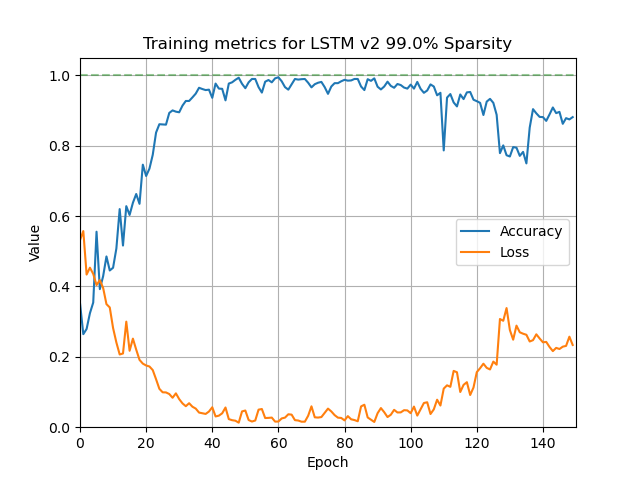 Training metrics for LSTM v2 99.0% Sparsity
1.0
0.8
0.6
0.4
0.2
0.0
Value
Accuracy
Loss
0 20 40 60 80 100 120 140
Epoch